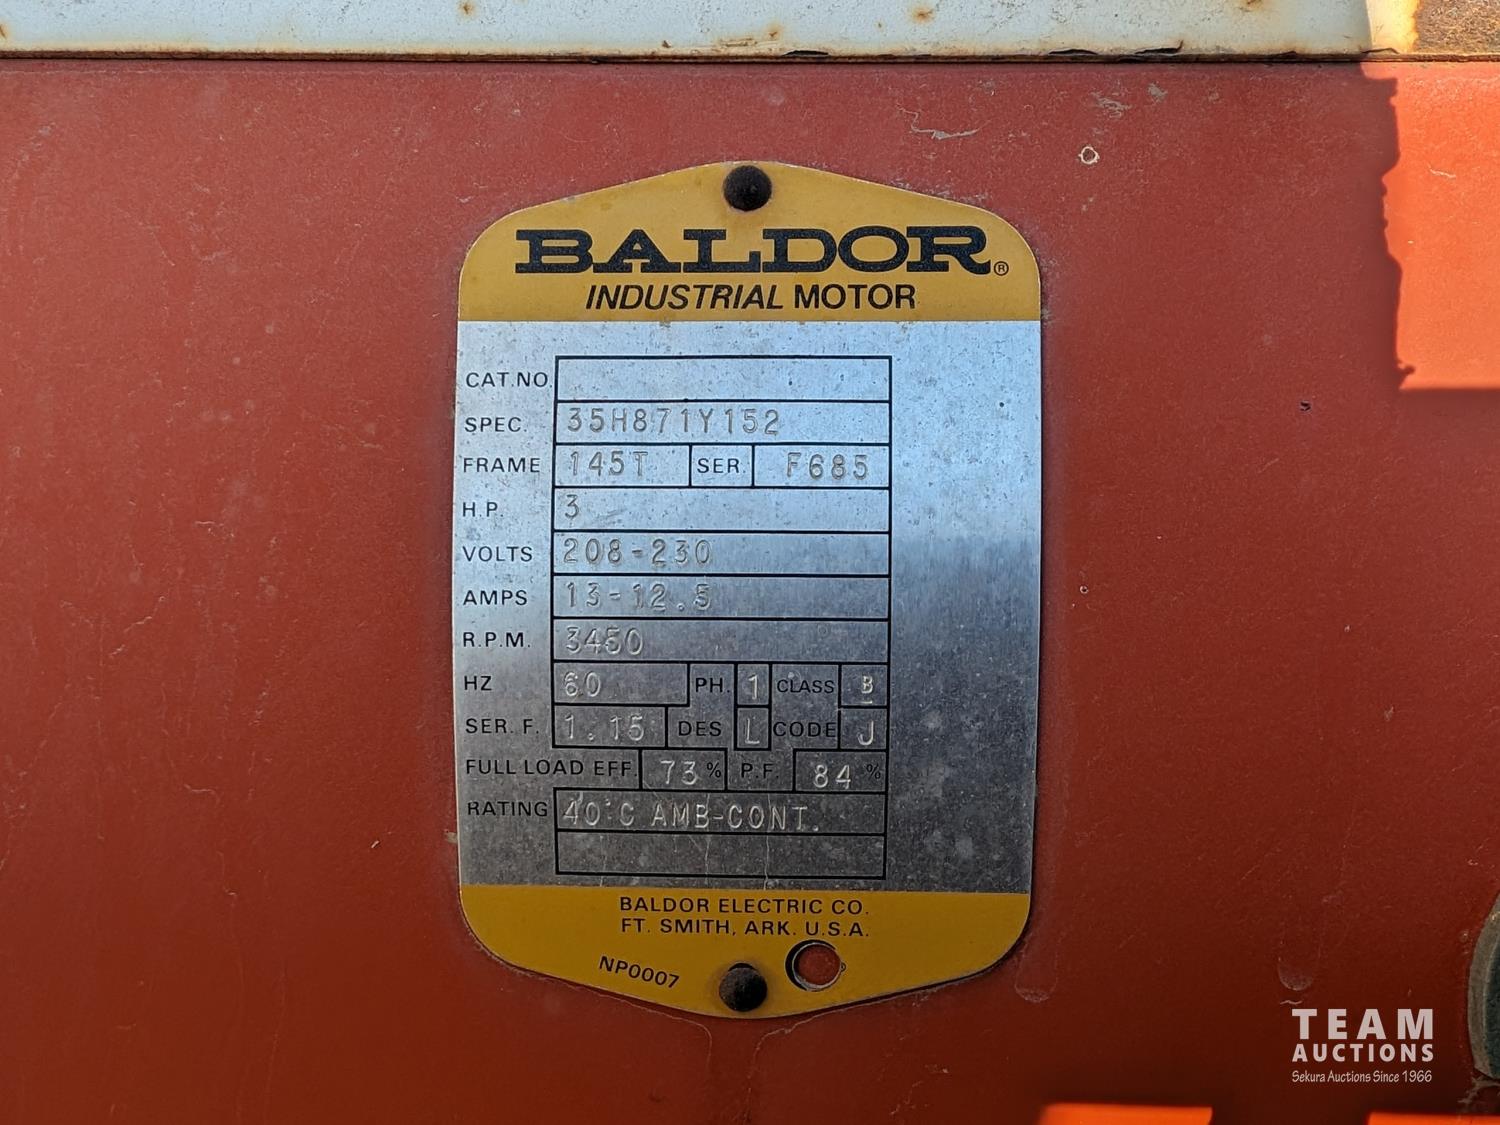 BALDOR®
INDUSTRIAL MOTOR
CAT.NO.
SPEC. 35H871Y152
FRAME 145T SER. F685
H.P. 3
VOLTS 208-230
AMPS 13-12.5
R.P.M. 3450
HZ 60 PH. 1 CLASS B
SER. F. 1.15 DES L CODE J
FULL LOAD EFF. 73% P.F. 84%
RATING 40°C AMB-CONT.
BALDOR ELECTRIC CO.
FT. SMITH, ARK. U.S.A.
NP0007
TEAM
AUCTIONS
Sekura Auctions Since 1966